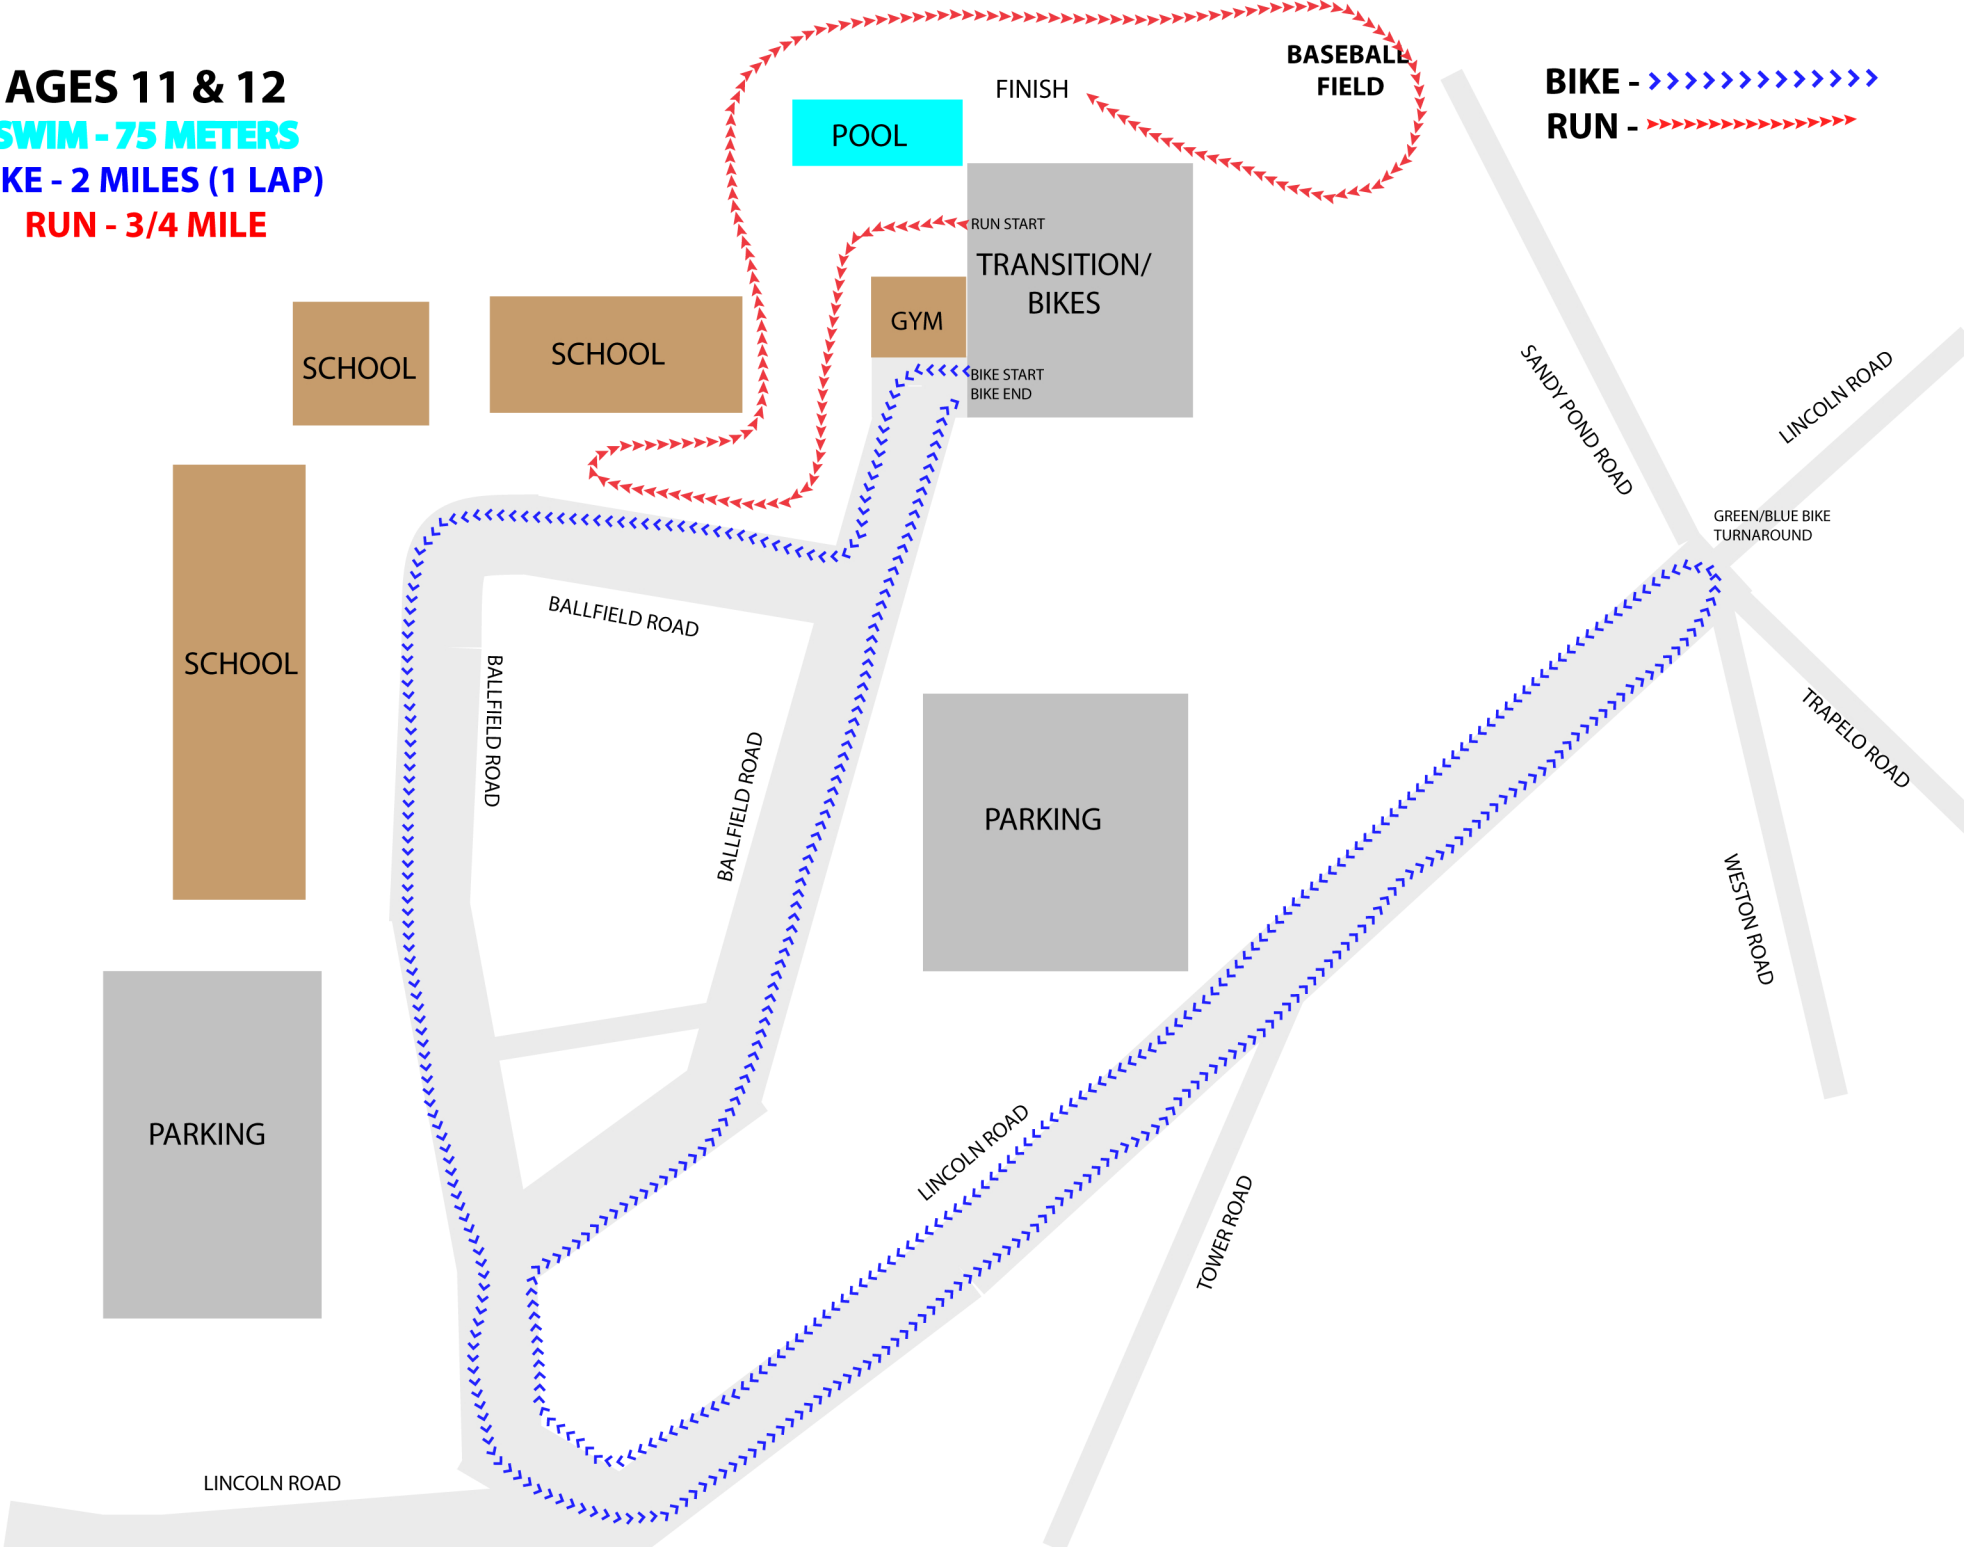 AGES 11 & 12
SWIM - 75 METERS
KE - 2 MILES (1 LAP)
RUN - 3/4 MILE
BIKE -
RUN -
BASEBALL
FIELD
FINISH
POOL
RUN START
TRANSITION/
BIKES
GYM
BIKE START
BIKE END
SCHOOL
SCHOOL
SCHOOL
SANDY POND ROAD
LINCOLN ROAD
GREEN/BLUE BIKE
TURNAROUND
BALLFIELD ROAD
BALLFIELD ROAD
BALLFIELD ROAD
TRAPELO ROAD
PARKING
WESTON ROAD
PARKING
LINCOLN ROAD
TOWER ROAD
LINCOLN ROAD